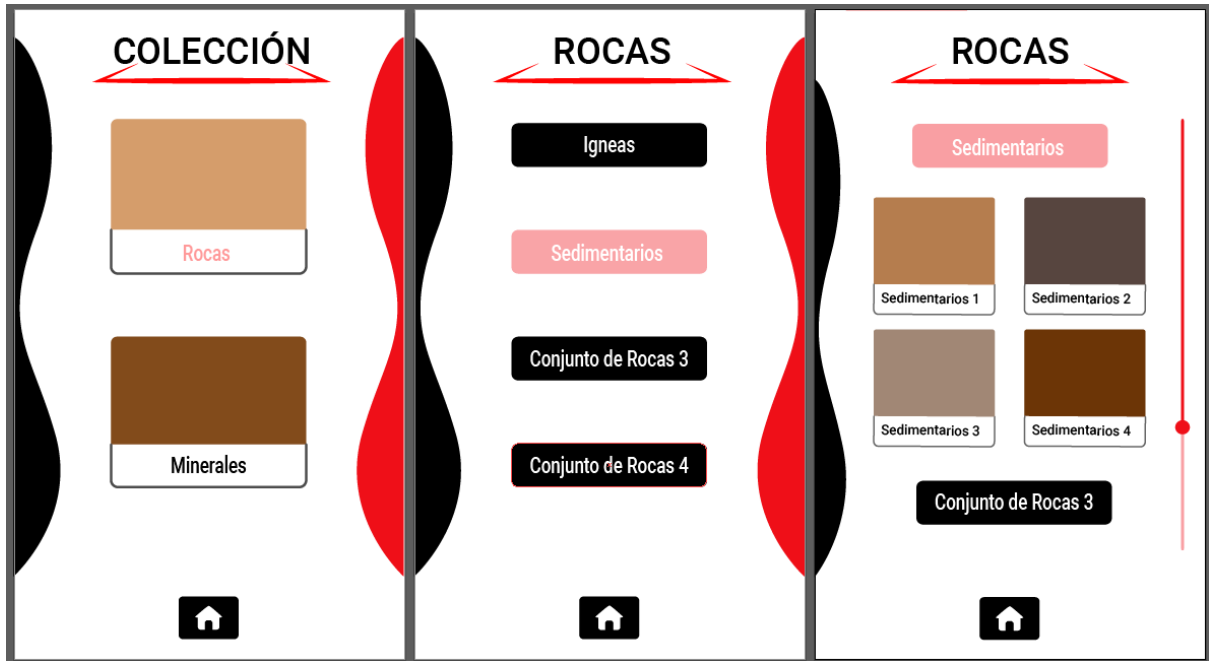 COLECCIÓN
Rocas
Minerales
ROCAS
Igneas
Sedimentarios
Conjunto de Rocas 3
Conjunto de Rocas 4
ROCAS
Sedimentarios
Sedimentarios 1
Sedimentarios 2
Sedimentarios 3
Sedimentarios 4
Conjunto de Rocas 3